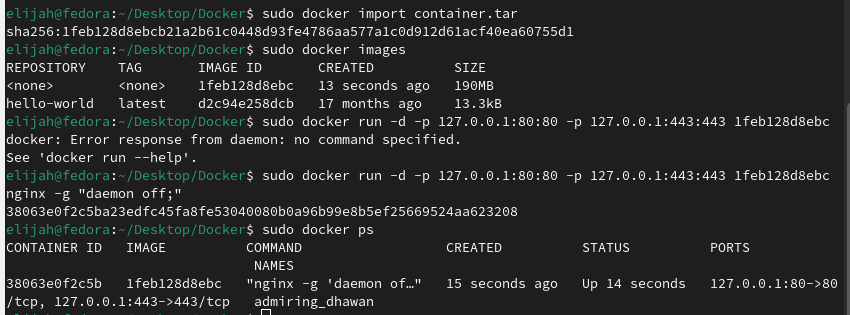 elijah@fedora:~/Desktop/Docker$ sudo docker import container.tar
sha256:1feb128d8ebcb21a2b61c0448d93fe4786aa577a1c0d912d61acf40ea60755d1
elijah@fedora:~/Desktop/Docker$ sudo docker images
REPOSITORY    TAG       IMAGE ID       CREATED          SIZE
<none>        <none>    1feb128d8ebc   13 seconds ago   190MB
hello-world   latest    d2c94e258dcb   17 months ago    13.3kB
elijah@fedora:~/Desktop/Docker$ sudo docker run -d -p 127.0.0.1:80:80 -p 127.0.0.1:443:443 1feb128d8ebc
docker: Error response from daemon: no command specified.
See 'docker run --help'.
elijah@fedora:~/Desktop/Docker$ sudo docker run -d -p 127.0.0.1:80:80 -p 127.0.0.1:443:443 1feb128d8ebc
nginx -g "daemon off;"
38063e0f2c5ba23edfc45fa8fe53040080b0a96b99e8b5ef25669524aa623208
elijah@fedora:~/Desktop/Docker$ sudo docker ps
CONTAINER ID   IMAGE          COMMAND                  CREATED          STATUS          PORTS
NAMES
38063e0f2c5b   1feb128d8ebc   "nginx -g 'daemon of…"   15 seconds ago   Up 14 seconds   127.0.0.1:80->80
/tcp, 127.0.0.1:443->443/tcp   admiring_dhawan
elijah@fedora:~/Desktop/Docker$